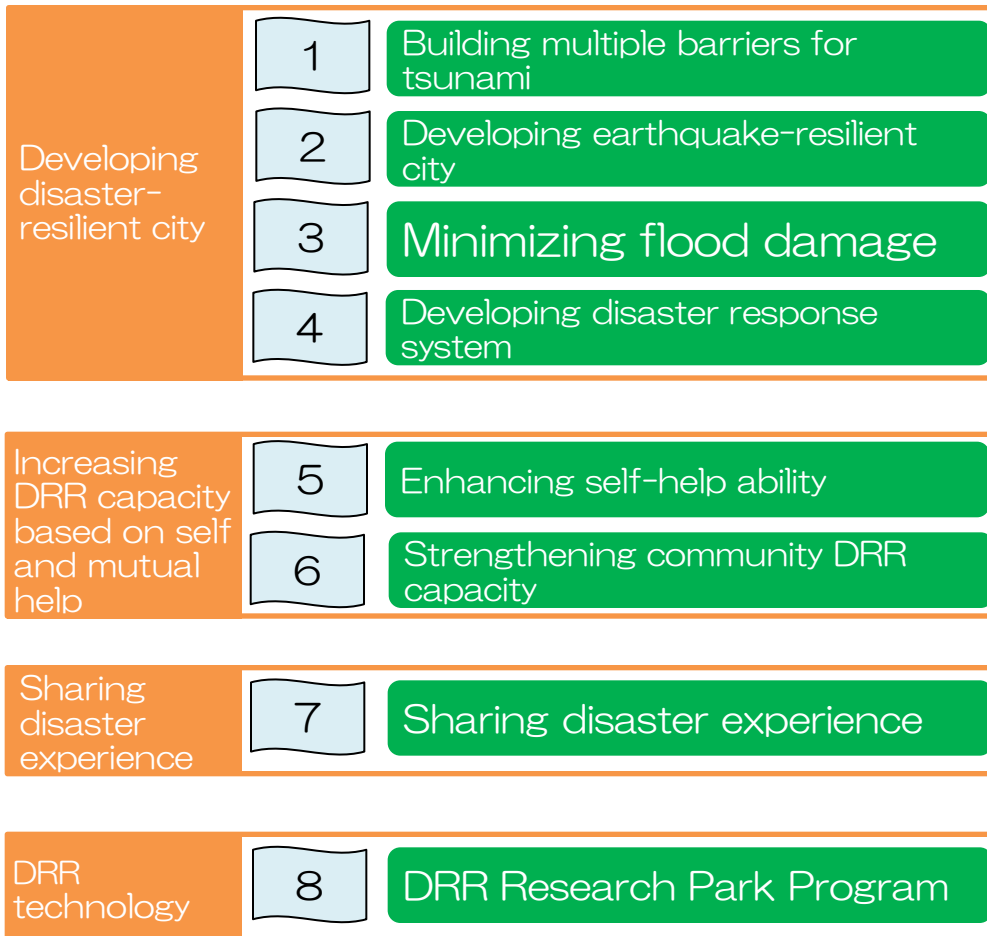 Developing
disaster-
resilient city
1
Building multiple barriers for
tsunami
2
Developing earthquake-resilient
city
3
Minimizing flood damage
4
Developing disaster response
system
Increasing
DRR capacity
based on self
and mutual
help
5
Enhancing self-help ability
6
Strengthening community DRR
capacity
Sharing
disaster
experience
7
Sharing disaster experience
DRR
technology
8
DRR Research Park Program